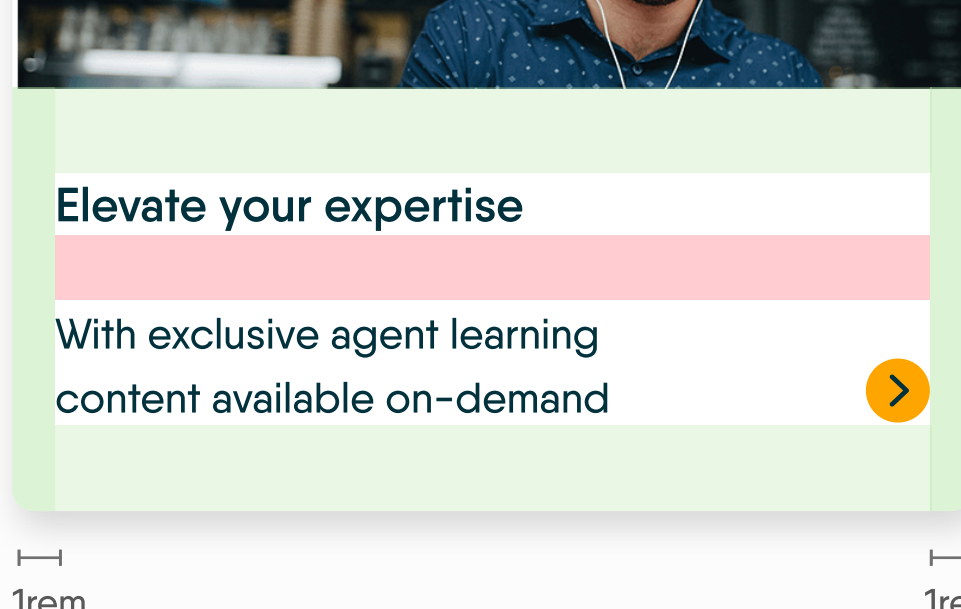 Elevate your expertise
With exclusive agent learning
content available on-demand
1rem